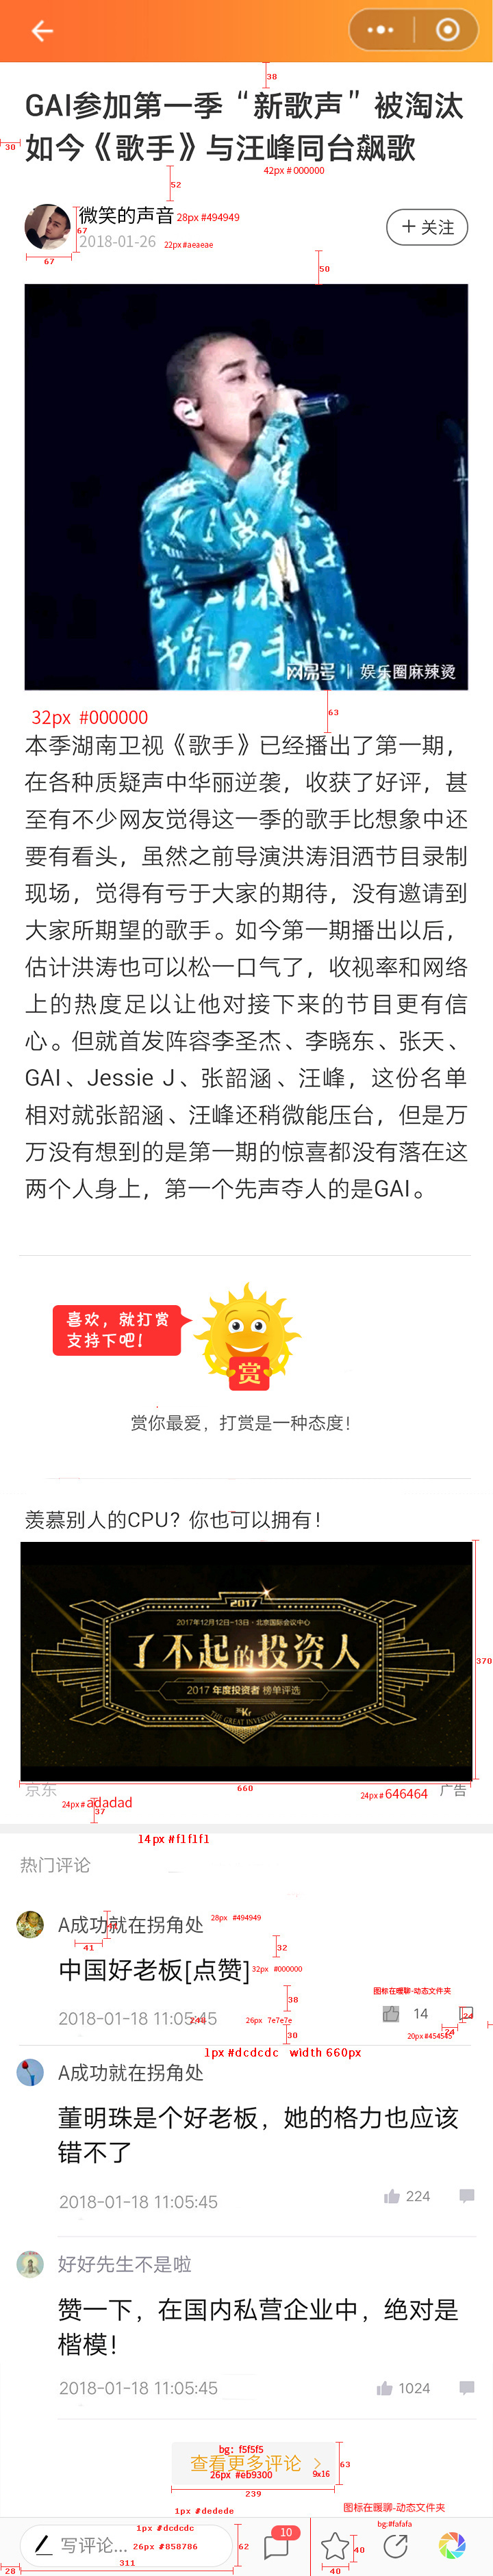 38
GAI参加第一季“新歌声”被淘汰
如今《歌手》与汪峰同台飙歌
30
42px # 000000
52
微笑的声音 28px #494949
67
2018-01-26 22px#aeaeae
67
+ 关注
50
网易号 | 娱乐圈麻辣烫
32px #000000
63
本季湖南卫视《歌手》已经播出了第一期，
在各种质疑声中华丽逆袭，收获了好评，甚
至有不少网友觉得这一季的歌手比想象中还
要有看头，虽然之前导演洪涛泪洒节目录制
现场，觉得有亏于大家的期待，没有邀请到
大家所期望的歌手。如今第一期播出以后，
估计洪涛也可以松一口气了，收视率和网络
上的热度足以让他对接下来的节目更有信
心。但就首发阵容李圣杰、李晓东、张天、
GAI、Jessie J、张韶涵、汪峰，这份名单
相对就张韶涵、汪峰还稍微能压台，但是万
万没有想到的是第一期的惊喜都没有落在这
两个人身上，第一个先声夺人的是GAI。
喜欢，就打赏
支持下吧！
赏
赏你最爱，打赏是一种态度！
羡慕别人的CPU？你也可以拥有！
2017
2017年12月12日~13日·北京国际会议中心
了不起的投资人
2017 年度投资者 榜单评选
36Kr
THE GREAT INVESTOR
370
660
京东
24px # adadad
24px # 646464
广告
37
14px #f1f1f1
热门评论
A成功就在拐角处 28px #494949
41
32
中国好老板[点赞] 32px #000000
38
图标在暖聊-动态文件夹
2018-01-18 11:05:45
26px 7e7e7e
14
24
24
20px #454545
30
1px #dcdcdc width 660px
A成功就在拐角处
董明珠是个好老板，她的格力也应该
错不了
2018-01-18 11:05:45
224
好好先生不是啦
赞一下，在国内私营企业中，绝对是
楷模！
2018-01-18 11:05:45
1024
bg: f5f5f5
查看更多评论
26px #eb9300
9x16
63
239
1px #dedede
图标在暖聊-动态文件夹
1px #dcdcdc
bg:#fafafa
写评论... 26px #858786
62
10
40
311
28
40